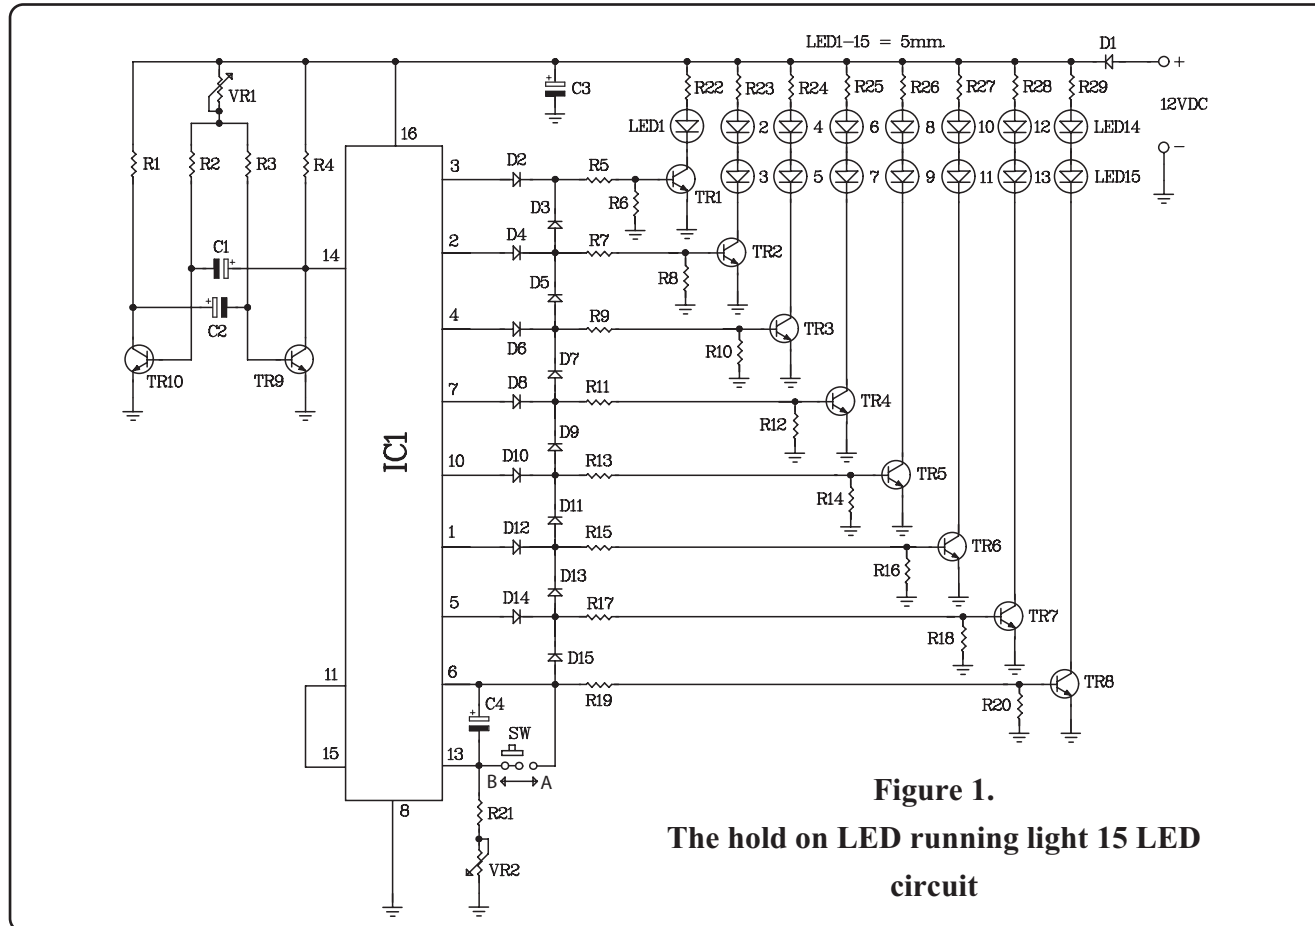 LED1-15 = 5mm.
D1
+
VR1
C3
R22 R23 R24 R25 R26 R27 R28 R29
12VDC
LED1 2 4 6 8 10 12 LED14
16
-
R1 R2 R3 R4
3 D2 R5
3 5 7 9 11 13 LED15
R6 TR1
D3
C1
14
2 D4 R7
TR2
R8
D5
C2
4 R9
TR3
D6
R10
TR10 TR9
D7
7 D8 R11
TR4
R12
IC1
D9
10 D10 R13
TR5
R14
D11
1 D12 R15
TR6
R16
D13
5 D14 R17
TR7
R18
D15
11
6
R19
TR8
C4
R20
SW
15
13
B A
8
R21
VR2
+
+
+
+
Figure 1.
The hold on LED running light 15 LED
circuit